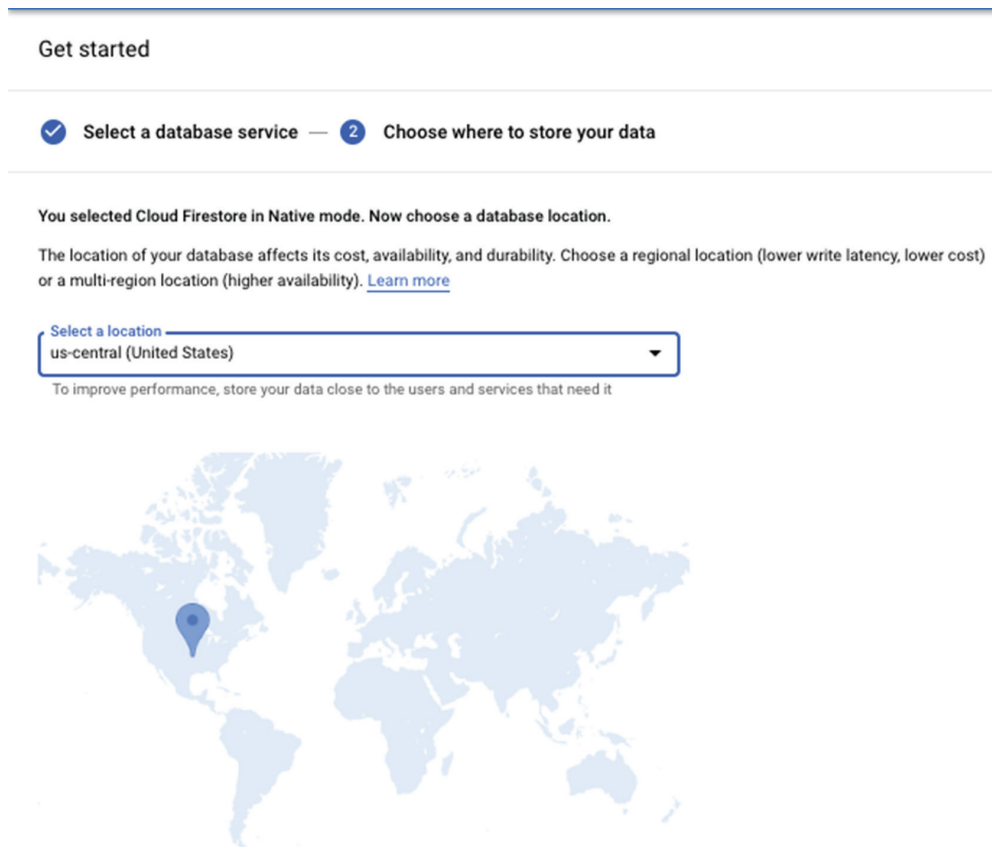 Get started
Select a database service — 2 Choose where to store your data
You selected Cloud Firestore in Native mode. Now choose a database location.
The location of your database affects its cost, availability, and durability. Choose a regional location (lower write latency, lower cost)
or a multi-region location (higher availability). Learn more
Select a location
us-central (United States)
To improve performance, store your data close to the users and services that need it